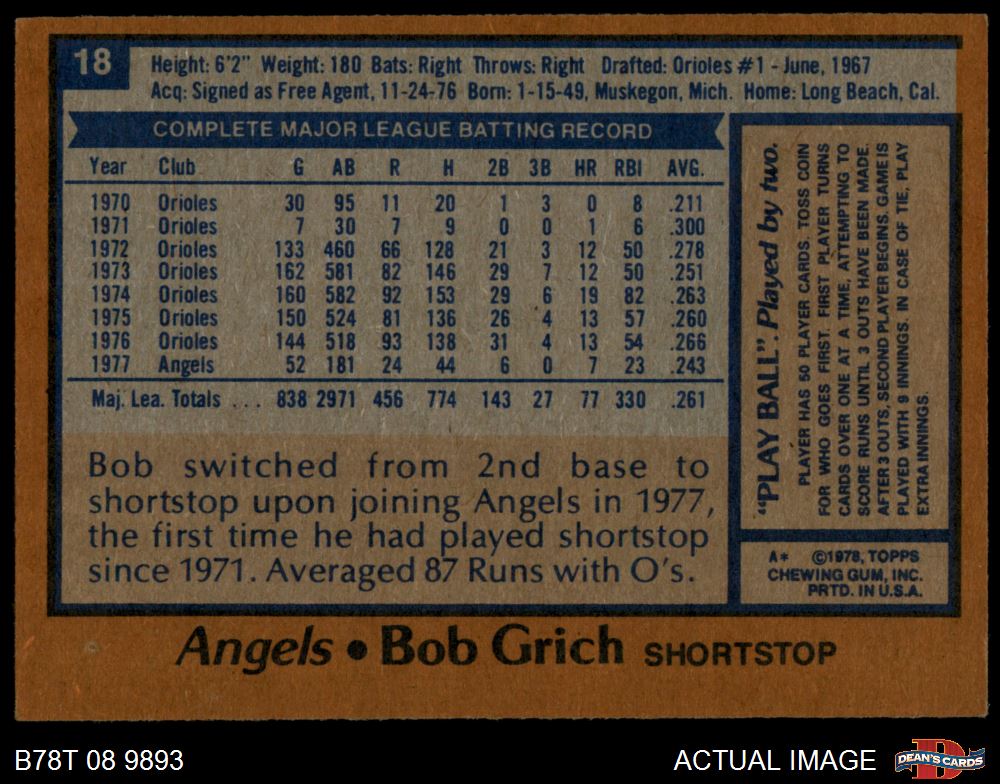 18
Height: 6'2" Weight: 180 Bats: Right Throws: Right Drafted: Orioles #1 - June, 1967
Acq: Signed as Free Agent, 11-24-76 Born: 1-15-49, Muskegon, Mich. Home: Long Beach, Cal.
COMPLETE MAJOR LEAGUE BATTING RECORD
Year Club G AB R H 2B 3B HR RBI AVG.
1970 Orioles 30 95 11 20 1 3 0 8 .211
1971 Orioles 7 30 7 9 0 0 1 6 .300
1972 Orioles 133 460 66 128 21 3 12 50 .278
1973 Orioles 162 581 82 146 29 7 12 50 .251
1974 Orioles 160 582 92 153 29 6 19 82 .263
1975 Orioles 150 524 81 136 26 4 13 57 .260
1976 Orioles 144 518 93 138 31 4 13 54 .266
1977 Angels 52 181 24 44 6 0 7 23 .243
Maj. Lea. Totals ... 838 2971 456 774 143 27 77 330 .261
Bob switched from 2nd base to
shortstop upon joining Angels in 1977,
the first time he had played shortstop
since 1971. Averaged 87 Runs with O's.
"PLAY BALL". Played by two.
PLAYER HAS 50 PLAYER CARDS. TOSS COIN
FOR WHO GOES FIRST. FIRST PLAYER TURNS
CARDS OVER ONE AT A TIME, ATTEMPTING TO
SCORE RUNS UNTIL 3 OUTS HAVE BEEN MADE.
AFTER 3 OUTS, SECOND PLAYER BEGINS. GAME IS
PLAYED WITH 9 INNINGS. IN CASE OF TIE, PLAY
EXTRA INNINGS.
A* ©1978, TOPPS
CHEWING GUM, INC.
PRTD. IN U.S.A.
Angels • Bob Grich SHORTSTOP
B78T 08 9893
ACTUAL IMAGE
D
DEAN'S CARDS